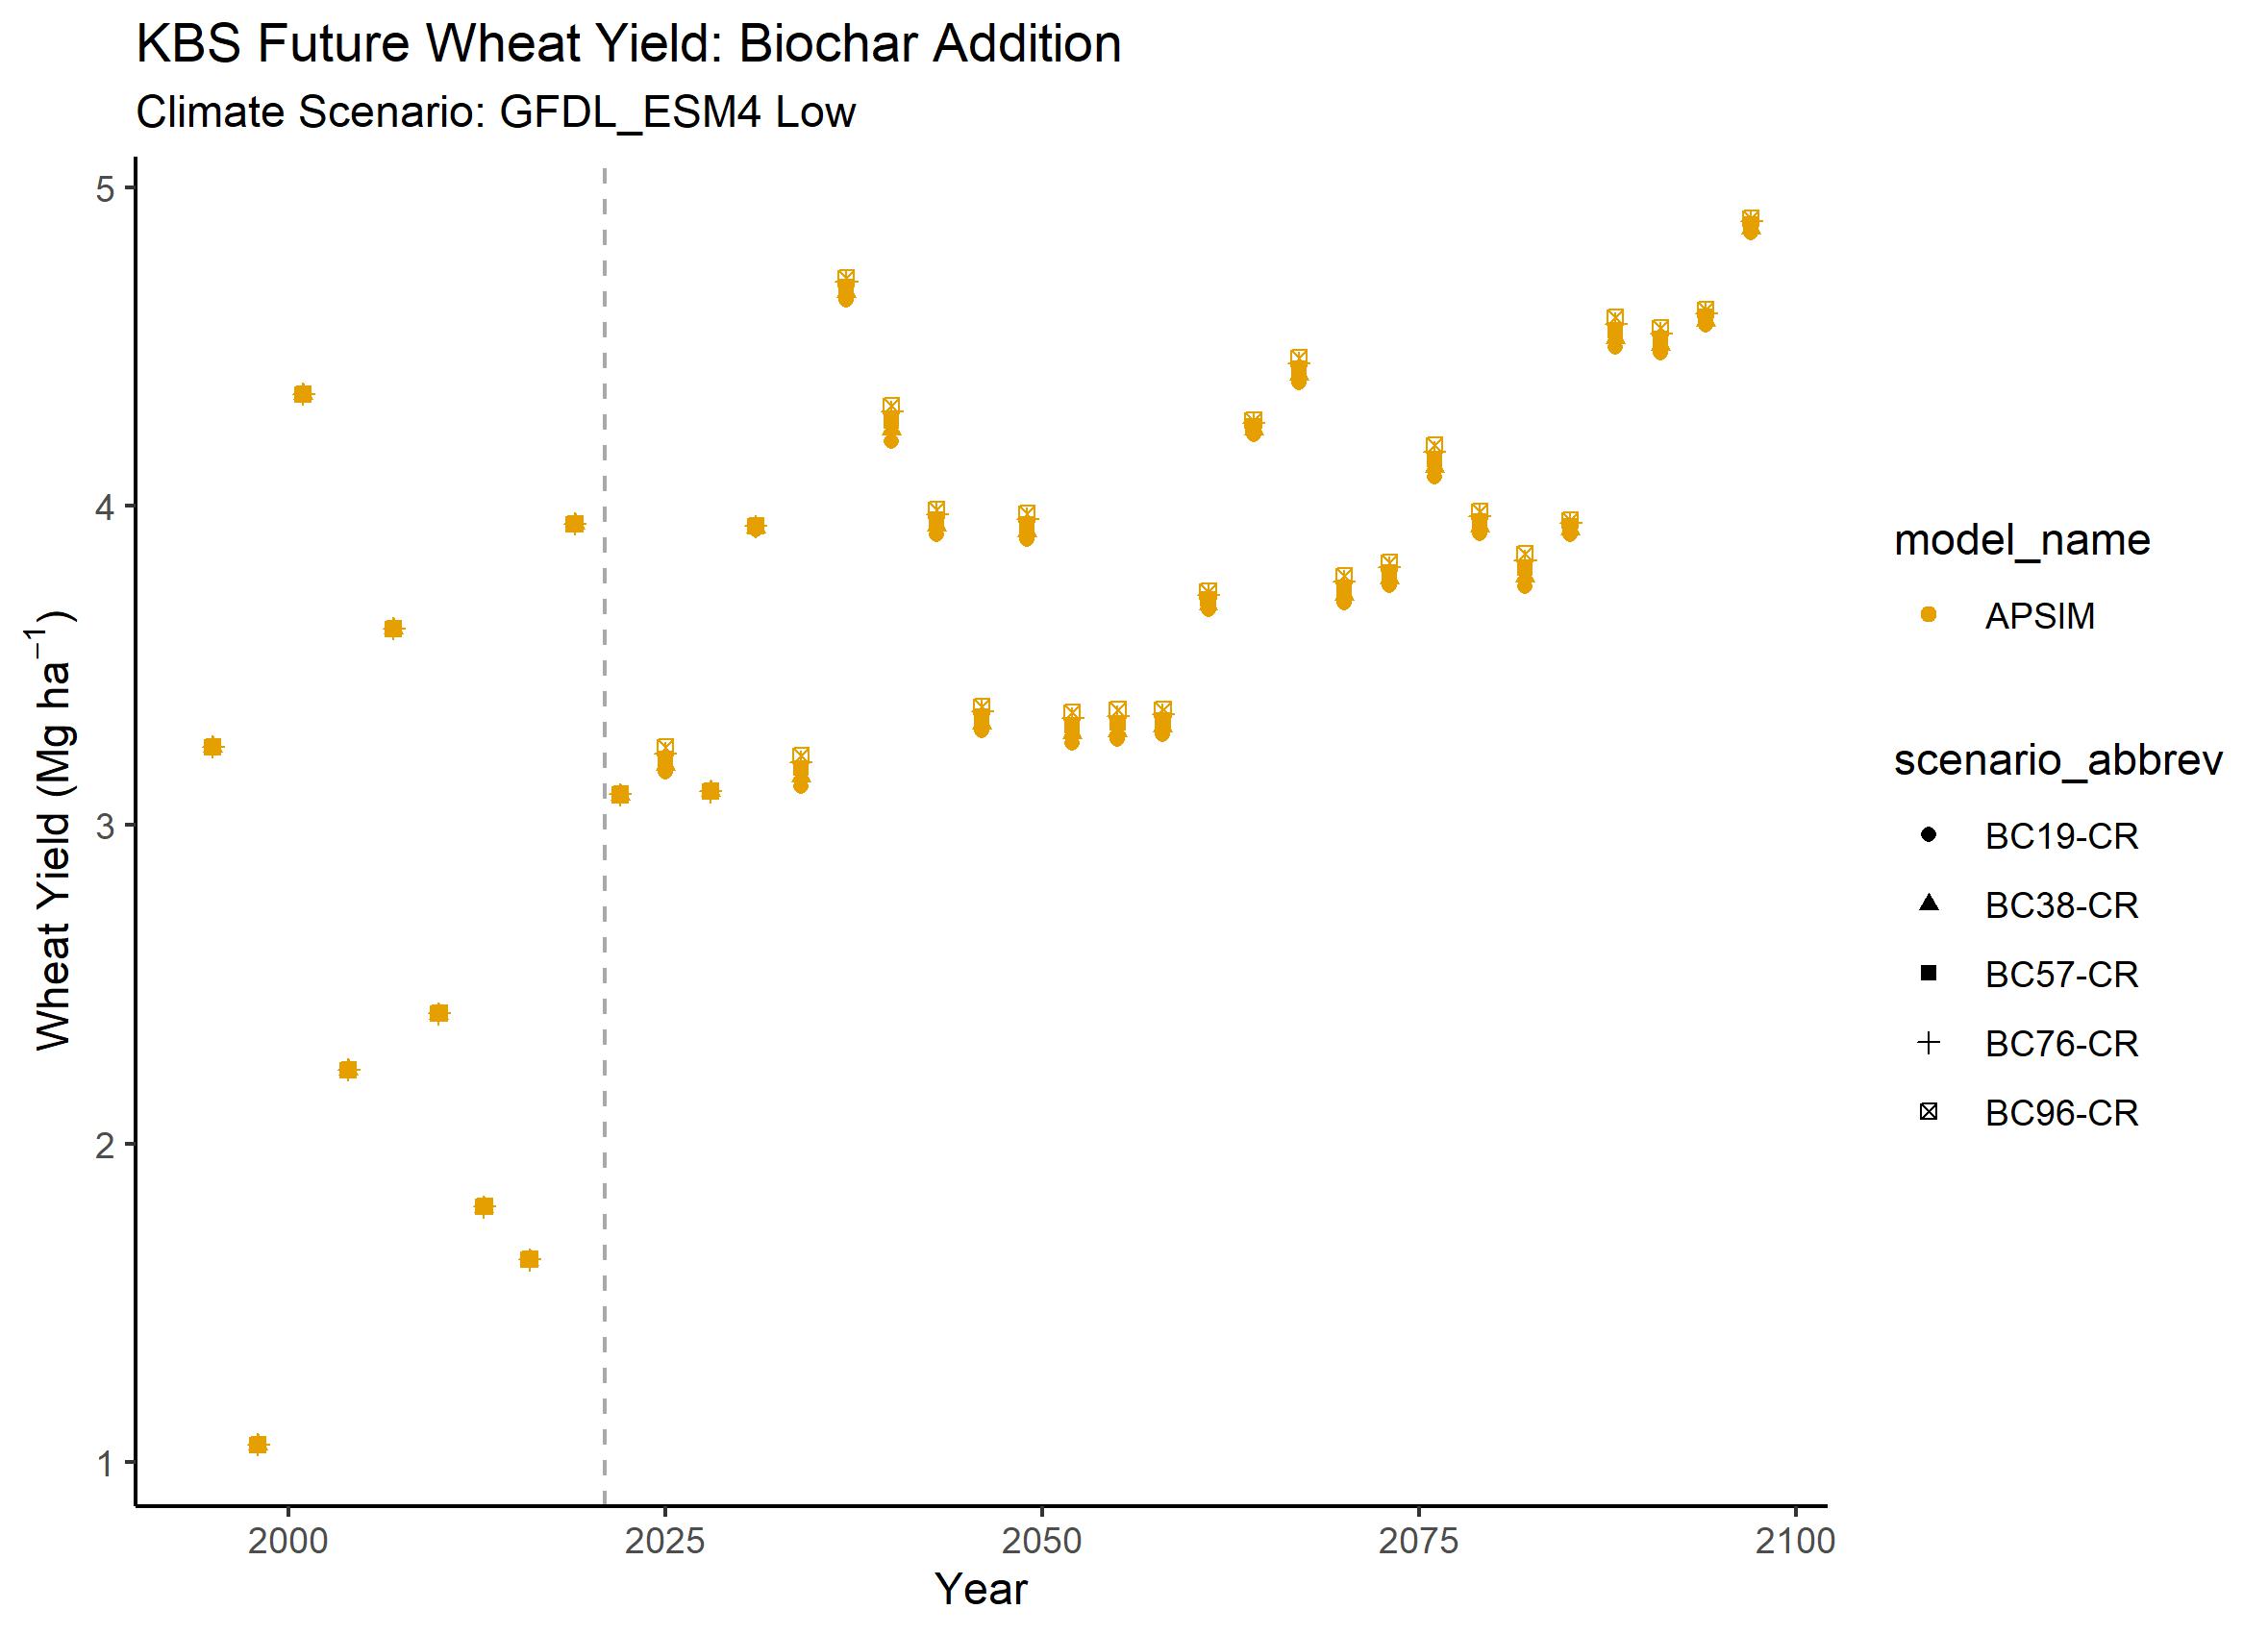 KBS Future Wheat Yield: Biochar Addition
Climate Scenario: GFDL_ESM4 Low
Wheat Yield (Mg ha⁻¹)
5
4
3
2
1
2000
2025
2050
2075
2100
Year
model_name
APSIM
scenario_abbrev
BC19-CR
BC38-CR
BC57-CR
BC76-CR
BC96-CR